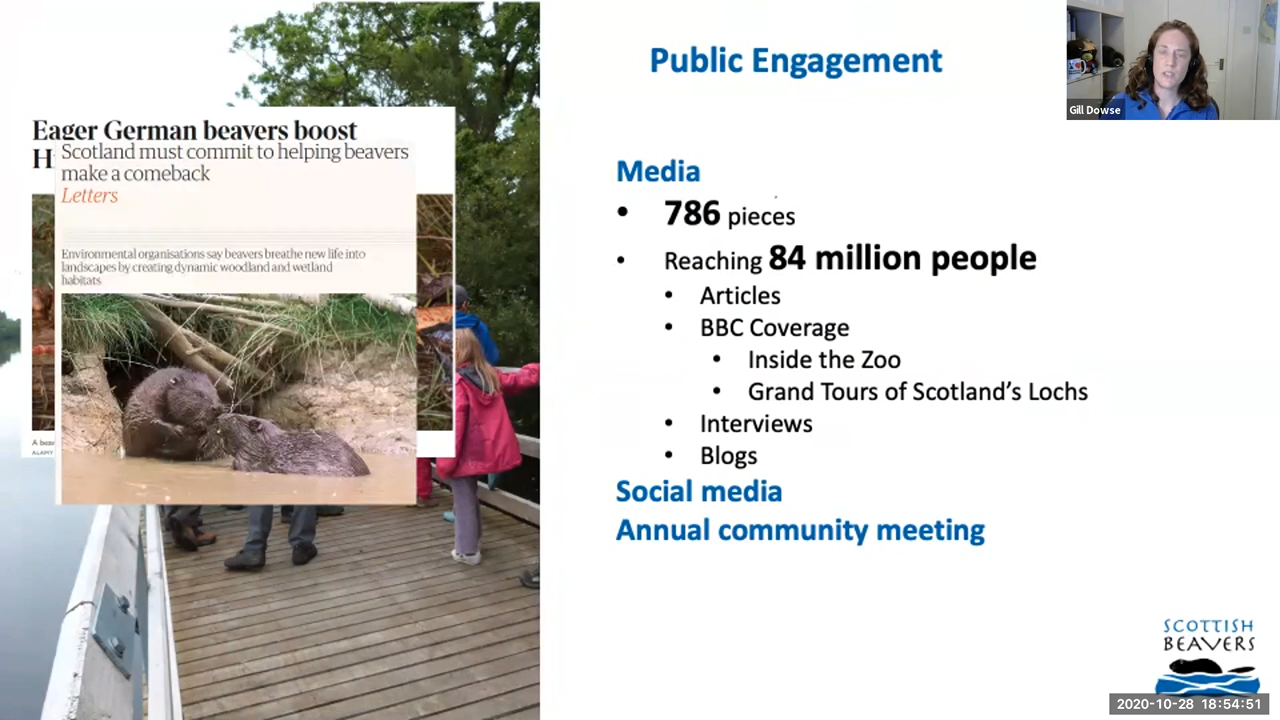 Public Engagement
Gill Dowse
Eager German beavers boost
H
Scotland must commit to helping beavers
make a comeback
Letters
Environmental organisations say beavers breathe new life into
landscapes by creating dynamic woodland and wetland
habitats
A bea
ALAMY
Media
• 786 pieces
• Reaching 84 million people
• Articles
• BBC Coverage
• Inside the Zoo
• Grand Tours of Scotland's Lochs
• Interviews
• Blogs
Social media
Annual community meeting
SCOTTISH
BEAVERS
2020-10-28 18:54:51